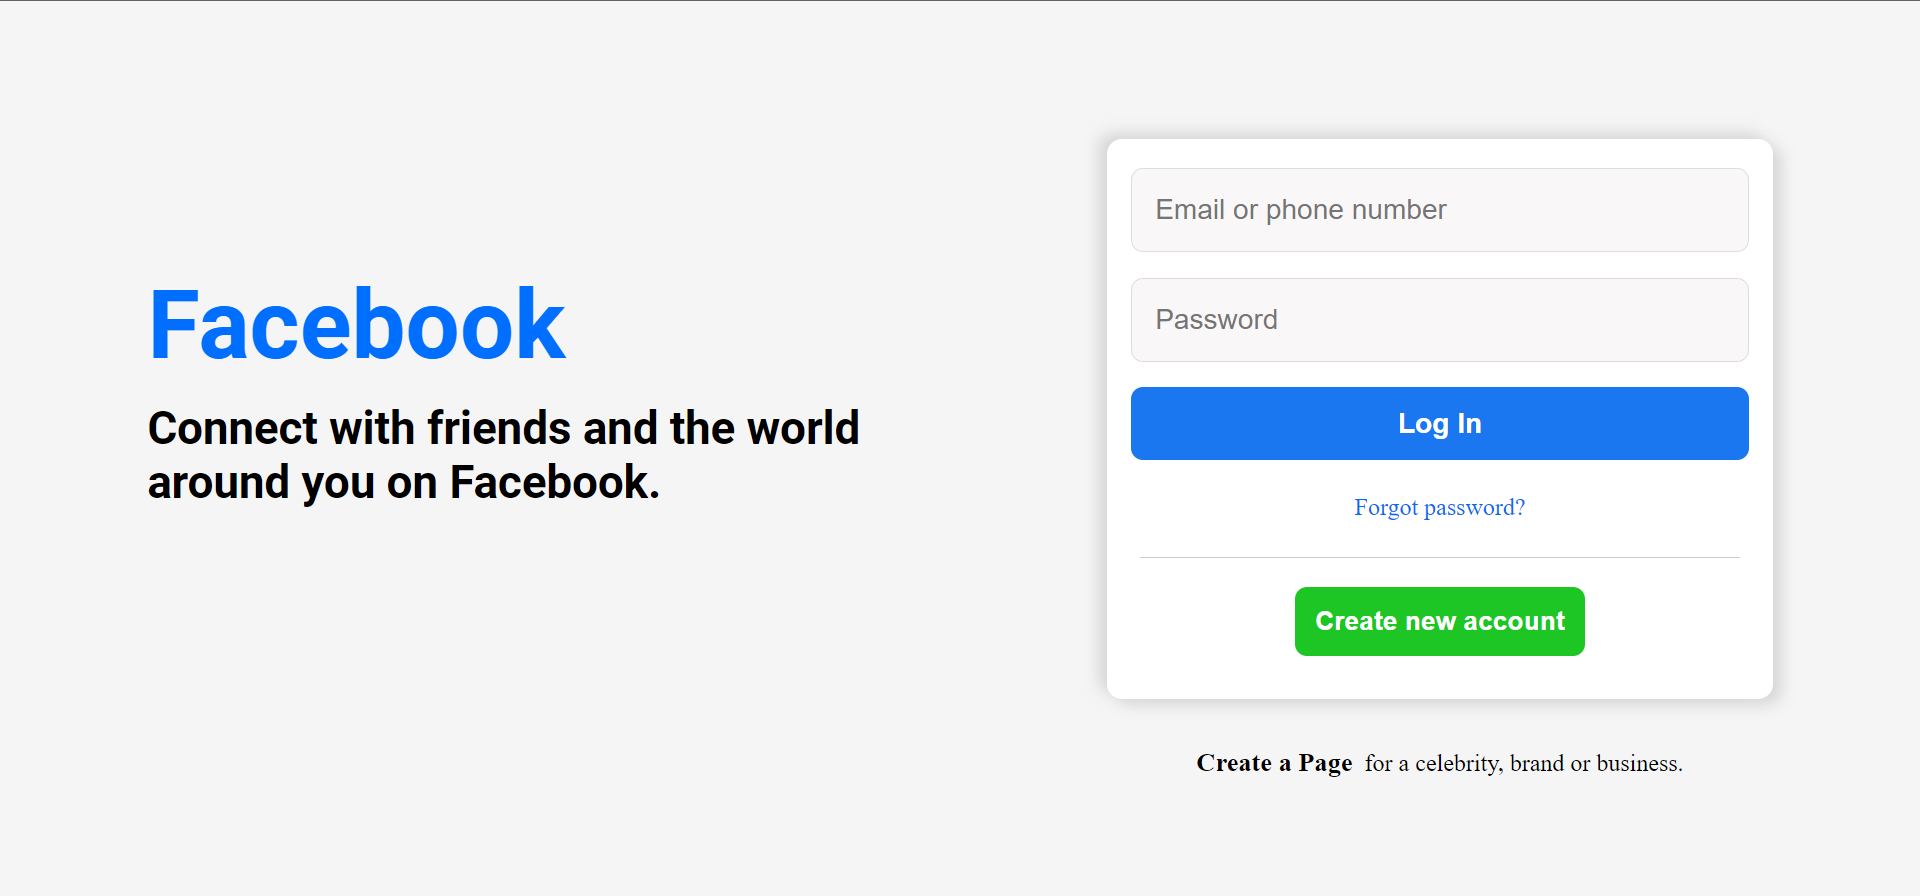 Facebook
Connect with friends and the world
around you on Facebook.
Email or phone number
Password
Log In
Forgot password?
Create new account
Create a Page for a celebrity, brand or business.